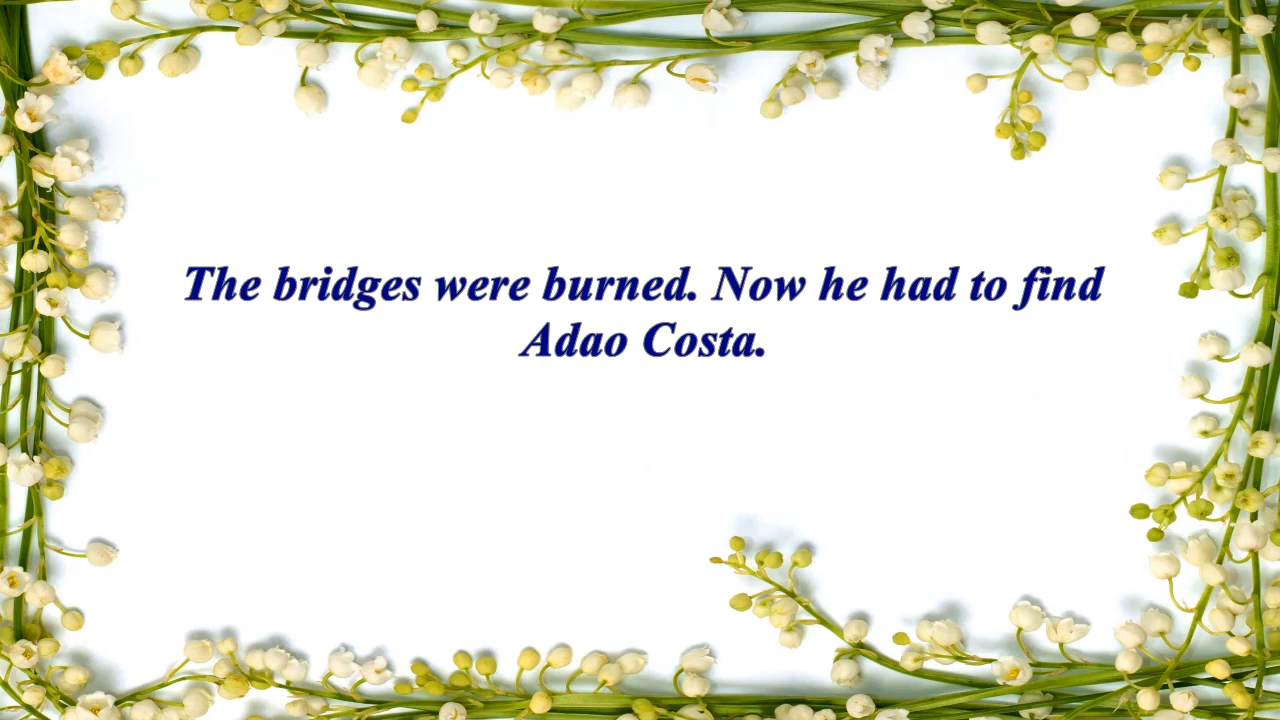 The bridges were burned. Now he had to find
Adao Costa.